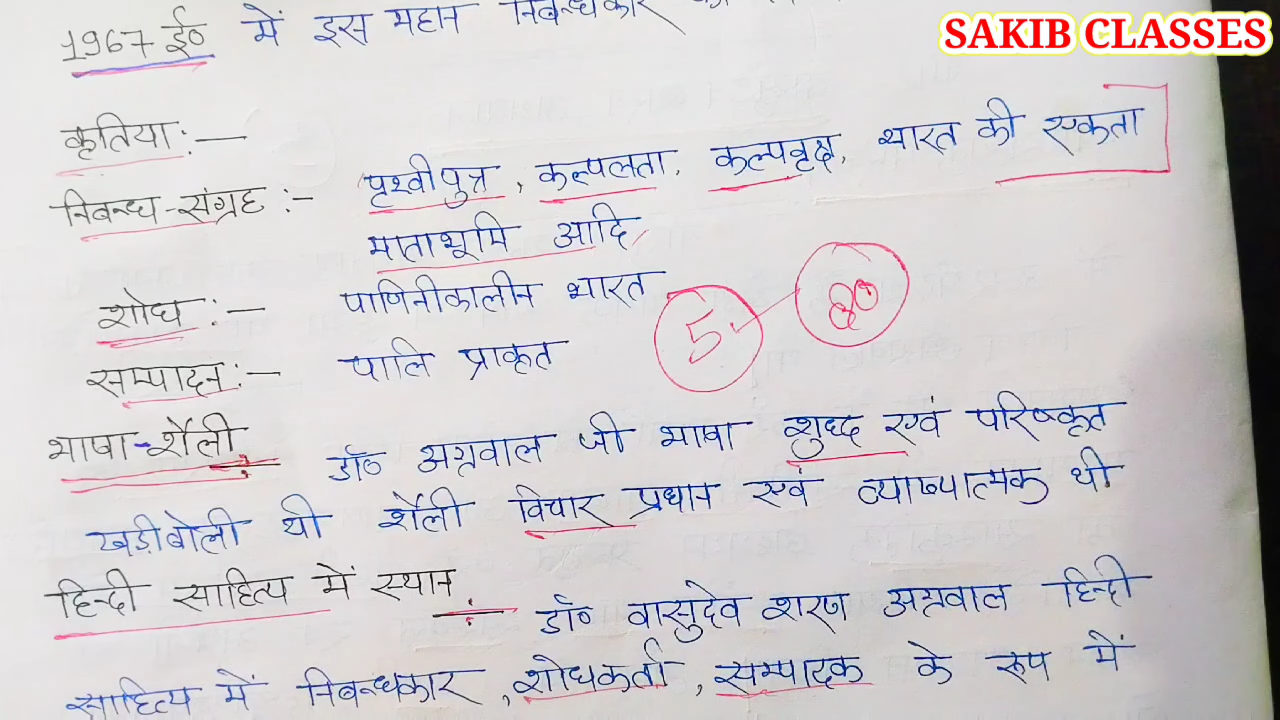 SAKIB CLASSES
1967 ई० में इस महान निबन्धकार
कृतिया:—
निबन्ध-संग्रह :- पृथ्वीपुत्र, कल्पलता, कल्पवृक्ष, भारत की एकता
माताभूमि आदि
शोध :— पाणिनीकालीन भारत
सम्पादन:— पालि प्राकृत
5
भाषा-शैली: डॉ० अग्रवाल जी भाषा शुद्ध एवं परिष्कृत
खड़ीबोली थी शैली विचार प्रधान एवं व्याख्यात्मक थी
हिन्दी साहित्य में स्थान :- डॉ० वासुदेव शरण अग्रवाल हिन्दी
साहित्य में निबन्धकार, शोधकर्ता, सम्पादक के रूप में